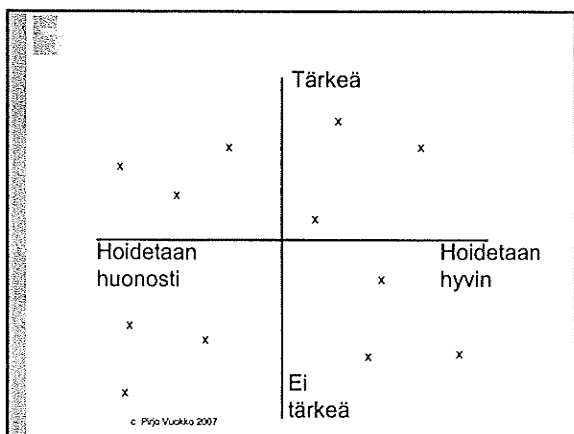 Tärkeä
x
x
x
x
x
x
Hoidetaan
huonosti
Hoidetaan
hyvin
x
x
x
x
x
x
Ei
tärkeä
c Pirjo Vuokko 2007